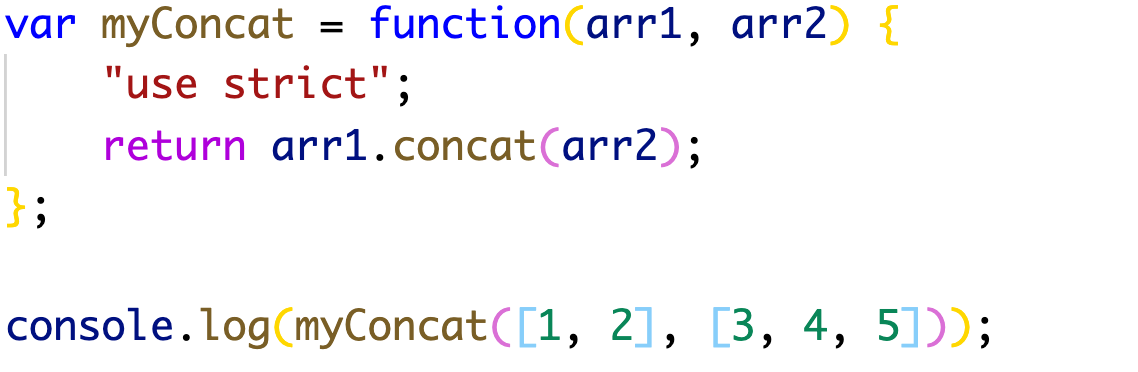 var myConcat = function(arr1, arr2) {
    "use strict";
    return arr1.concat(arr2);
};

console.log(myConcat([1, 2], [3, 4, 5]));